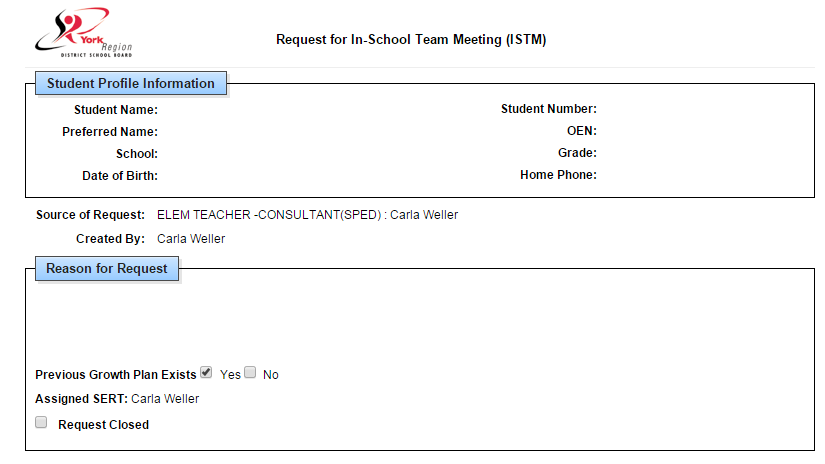 York
Region
DISTRICT SCHOOL BOARD
Request for In-School Team Meeting (ISTM)
Student Profile Information
Student Name: Student Number:
Preferred Name: OEN:
School: Grade:
Date of Birth: Home Phone:
Source of Request: ELEM TEACHER -CONSULTANT(SPED) : Carla Weller
Created By: Carla Weller
Reason for Request
Previous Growth Plan Exists Yes No
Assigned SERT: Carla Weller
Request Closed